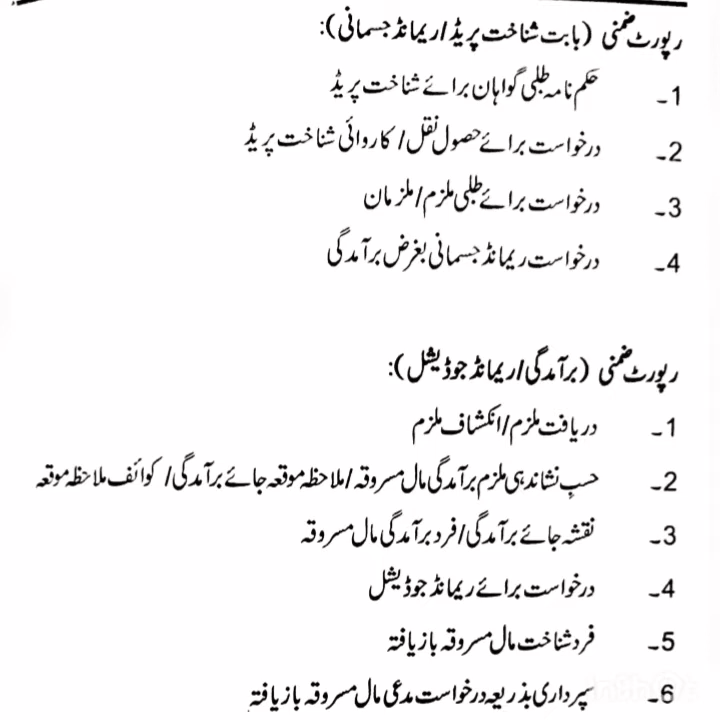 رپورٹ ضمنی (بابت شناخت پریڈ/ریمانڈ جسمانی):
1۔ حکم نامہ طلبی گواہان برائے شناخت پریڈ
2۔ درخواست برائے حصول نقل/کاروائی شناخت پریڈ
3۔ درخواست برائے طلبی ملزم/ملزمان
4۔ درخواست ریمانڈ جسمانی بغرض برآمدگی
رپورٹ ضمنی (برآمدگی/ریمانڈ جوڈیشل):
1۔ دریافت ملزم/انکشاف ملزم
2۔ حسبِ نشاندہی ملزم برآمدگی مال مسروقہ/ملاحظہ موقعہ جائے برآمدگی/ کوائف ملاحظہ موقعہ
3۔ نقشہ جائے برآمدگی/فرد برآمدگی مال مسروقہ
4۔ درخواست برائے ریمانڈ جوڈیشل
5۔ فرد شناخت مال مسروقہ بازیافتہ
6۔ سپرداری بذریعہ درخواست مدعی مال مسروقہ بازیافتہ